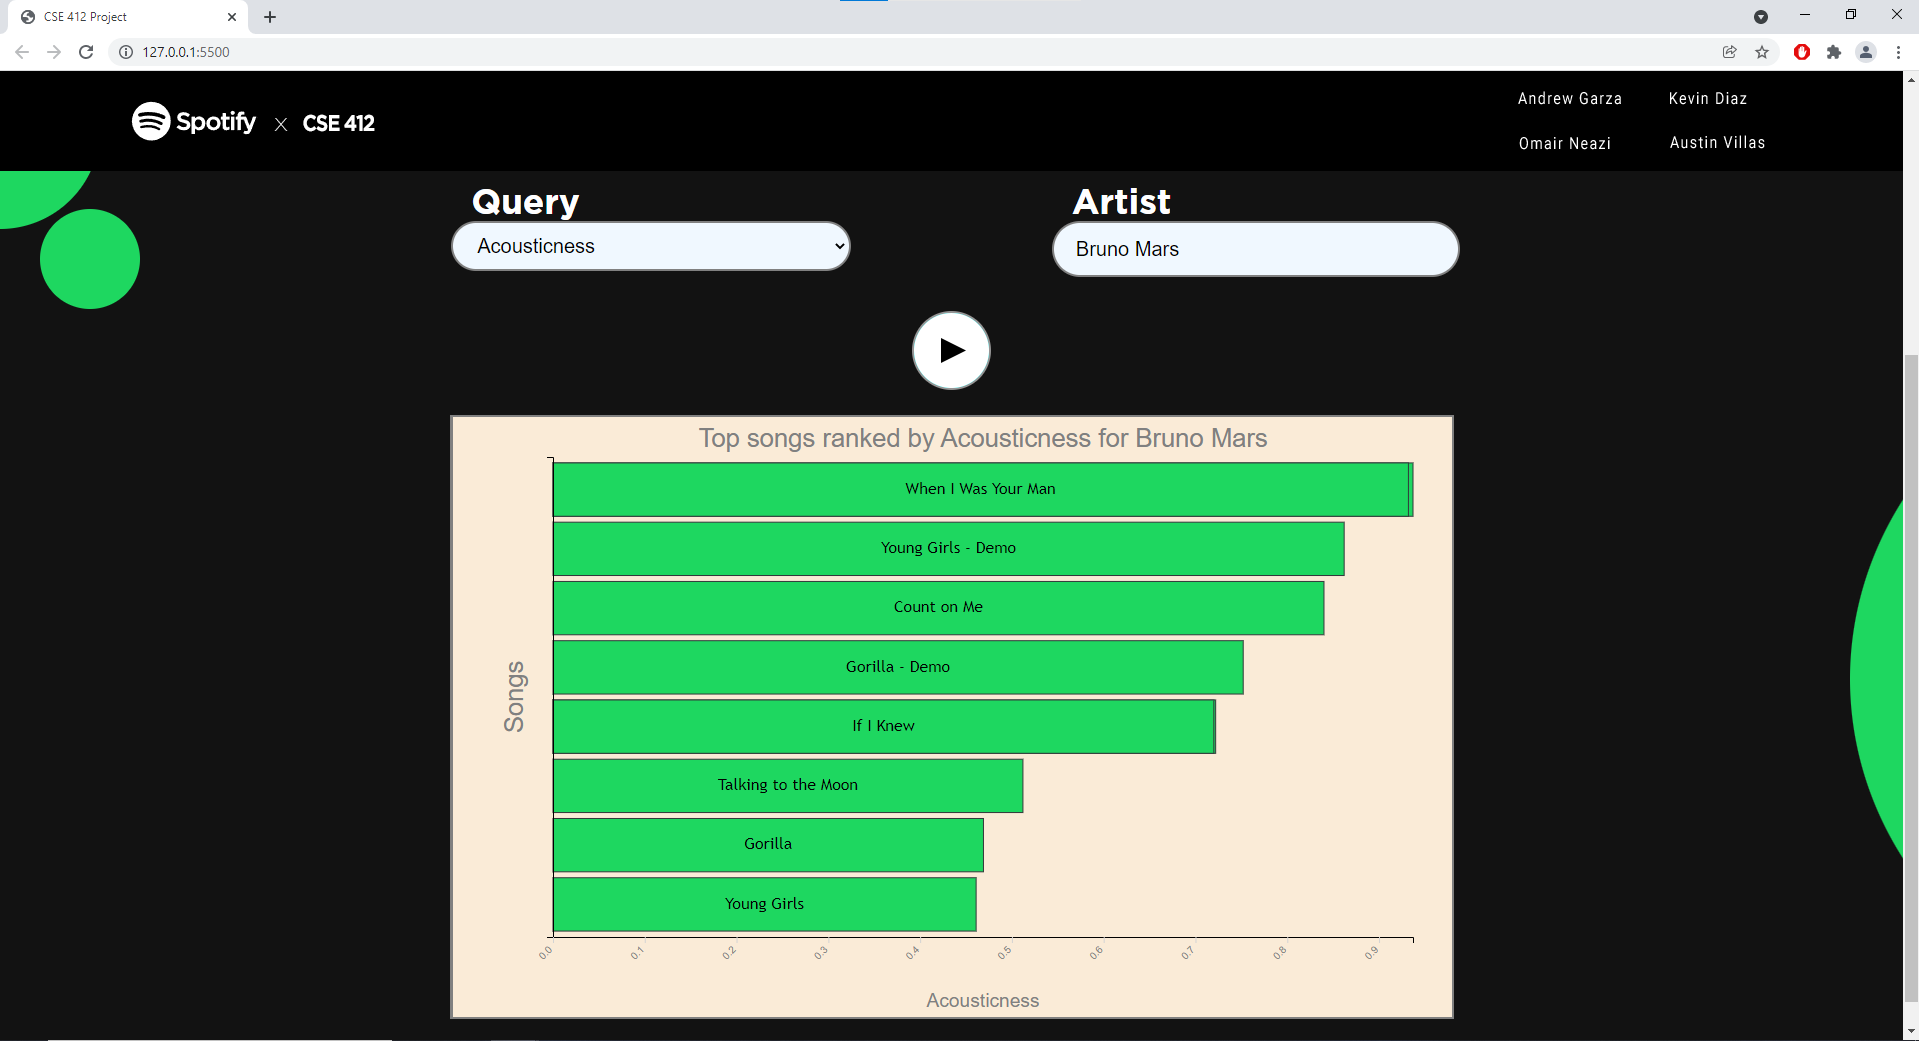 CSE 412 Project
127.0.0.1:5500
Spotify X CSE 412
Andrew Garza Kevin Diaz
Omair Neazi Austin Villas
Query Artist
Acousticness Bruno Mars
Top songs ranked by Acousticness for Bruno Mars
When I Was Your Man
Young Girls - Demo
Count on Me
Gorilla - Demo
If I Knew
Talking to the Moon
Gorilla
Young Girls
Songs
0.0 0.1 0.2 0.3 0.4 0.5 0.6 0.7 0.8 0.9
Acousticness